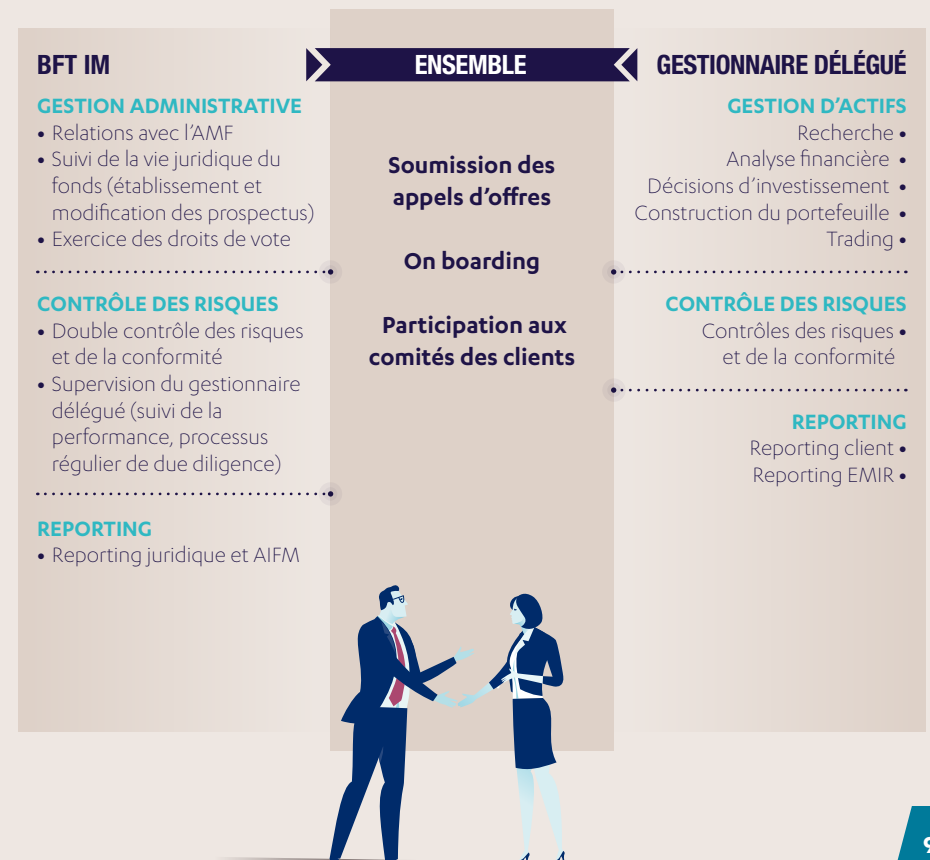 BFT IM
GESTION ADMINISTRATIVE
• Relations avec l'AMF
• Suivi de la vie juridique du
fonds (établissement et
modification des prospectus)
• Exercice des droits de vote
CONTRÔLE DES RISQUES
• Double contrôle des risques
et de la conformité
• Supervision du gestionnaire
délégué (suivi de la
performance, processus
régulier de due diligence)
REPORTING
• Reporting juridique et AIFM
ENSEMBLE
Soumission des
appels d'offres
On boarding
Participation aux
comités des clients
GESTIONNAIRE DÉLÉGUÉ
GESTION D'ACTIFS
Recherche •
Analyse financière •
Décisions d'investissement •
Construction du portefeuille •
Trading •
CONTRÔLE DES RISQUES
Contrôles des risques •
et de la conformité
REPORTING
Reporting client •
Reporting EMIR •